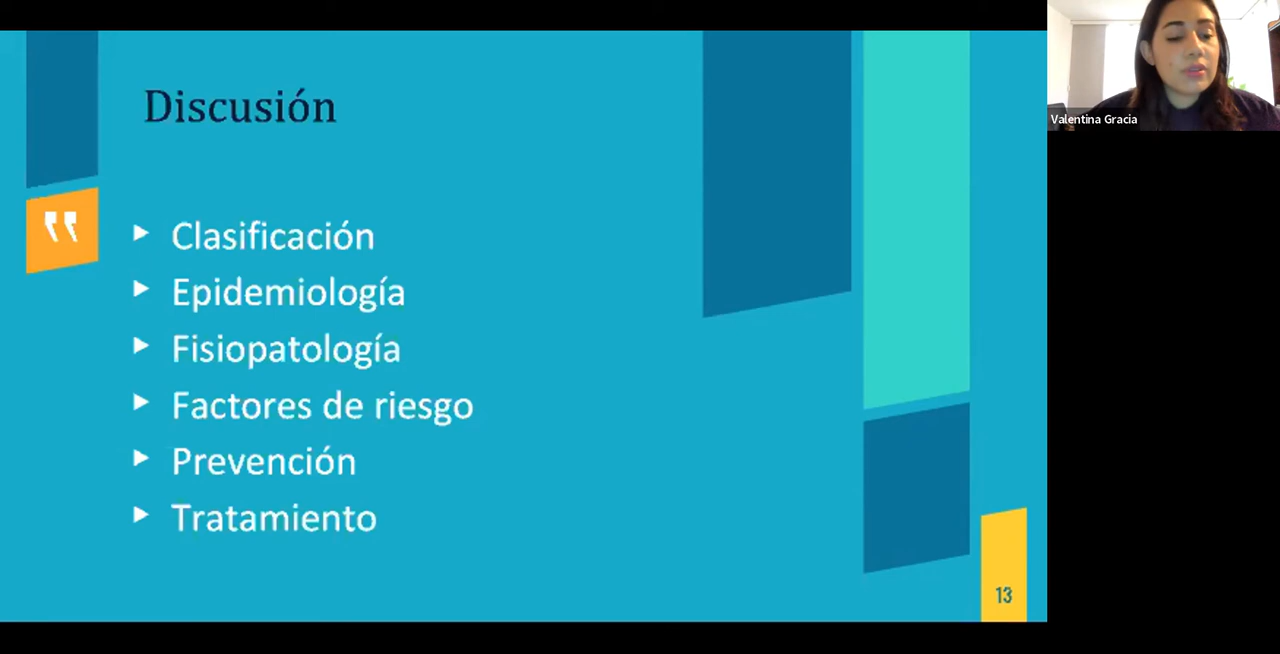 Discusión
Clasificación
Epidemiología
Fisiopatología
Factores de riesgo
Prevención
Tratamiento
13
Valentina Gracia